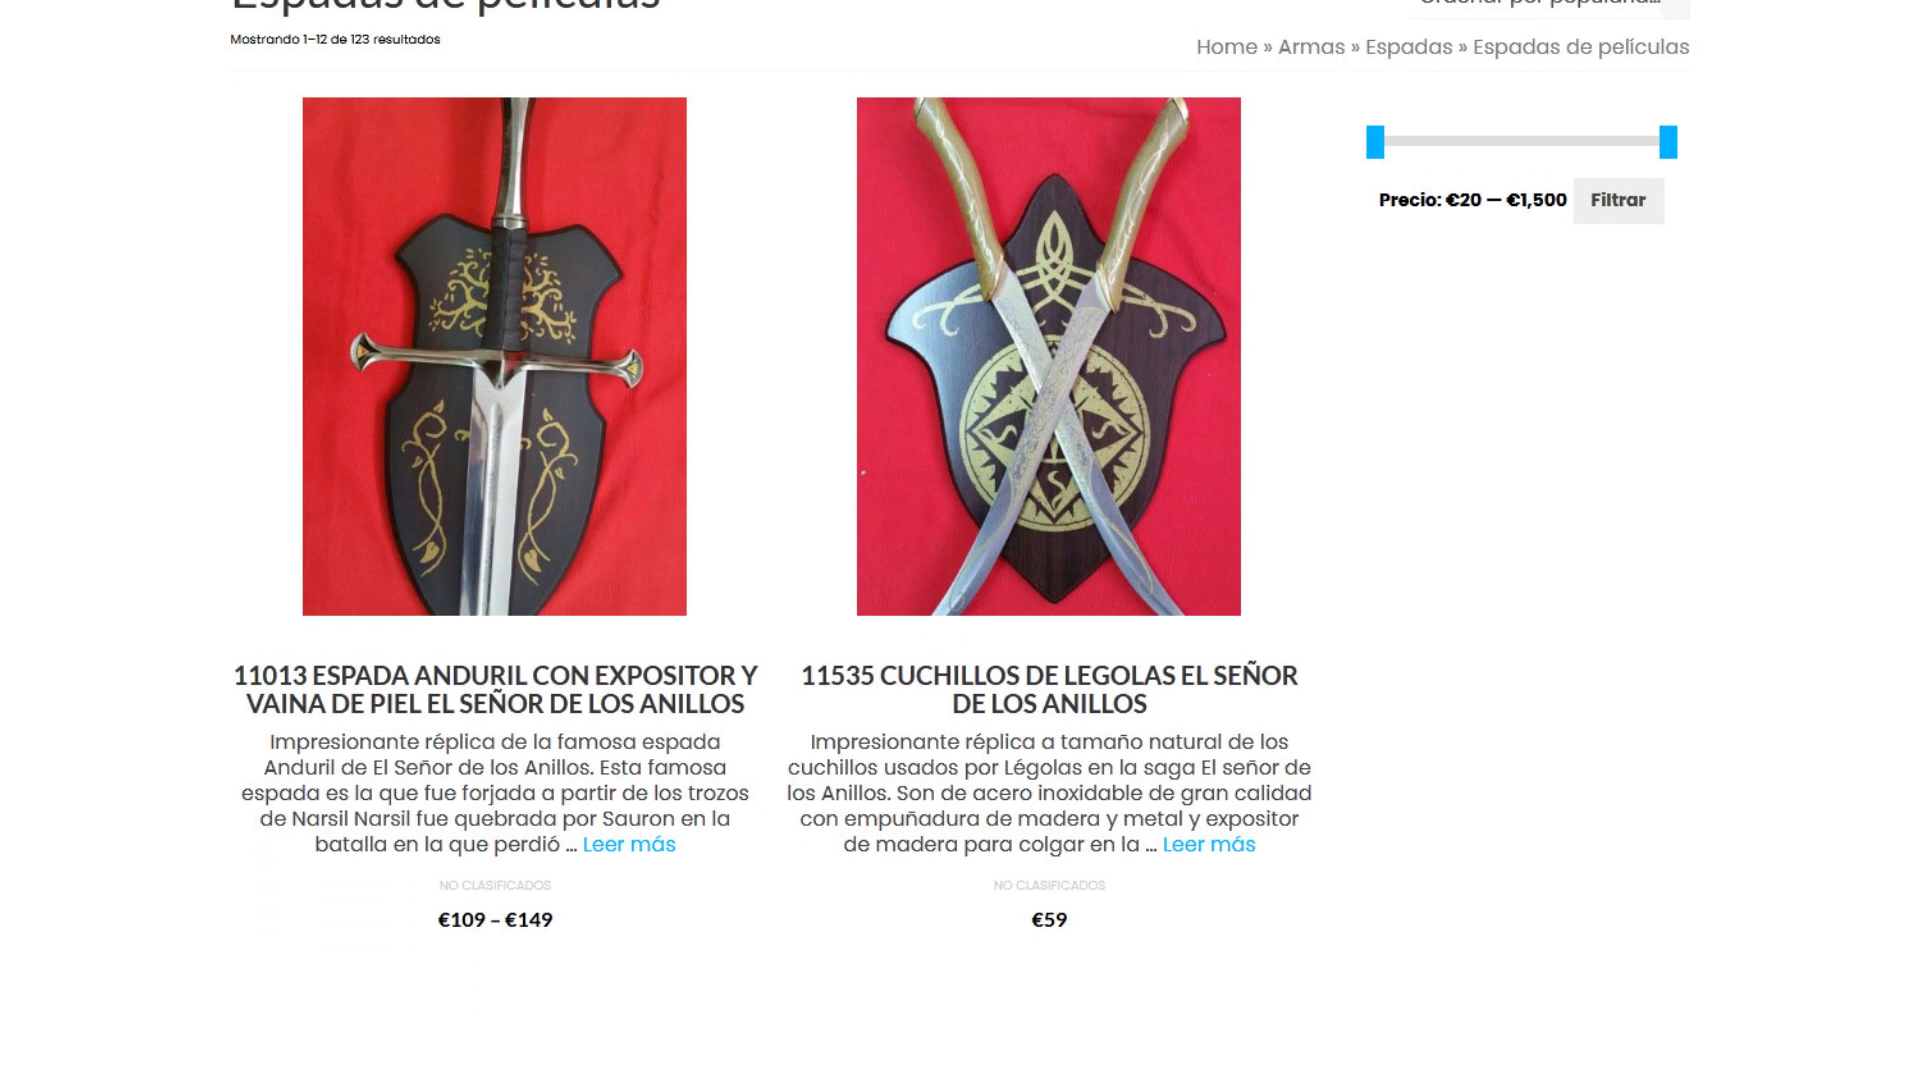 Espadas de películas
Ordenar por popularid...
Mostrando 1–12 de 123 resultados
Home » Armas » Espadas » Espadas de películas
Precio: €20 — €1,500 Filtrar
11013 ESPADA ANDURIL CON EXPOSITOR Y
VAINA DE PIEL EL SEÑOR DE LOS ANILLOS
Impresionante réplica de la famosa espada
Anduril de El Señor de los Anillos. Esta famosa
espada es la que fue forjada a partir de los trozos
de Narsil Narsil fue quebrada por Sauron en la
batalla en la que perdió ... Leer más
NO CLASIFICADOS
€109 – €149
11535 CUCHILLOS DE LEGOLAS EL SEÑOR
DE LOS ANILLOS
Impresionante réplica a tamaño natural de los
cuchillos usados por Légolas en la saga El señor de
los Anillos. Son de acero inoxidable de gran calidad
con empuñadura de madera y metal y expositor
de madera para colgar en la ... Leer más
NO CLASIFICADOS
€59